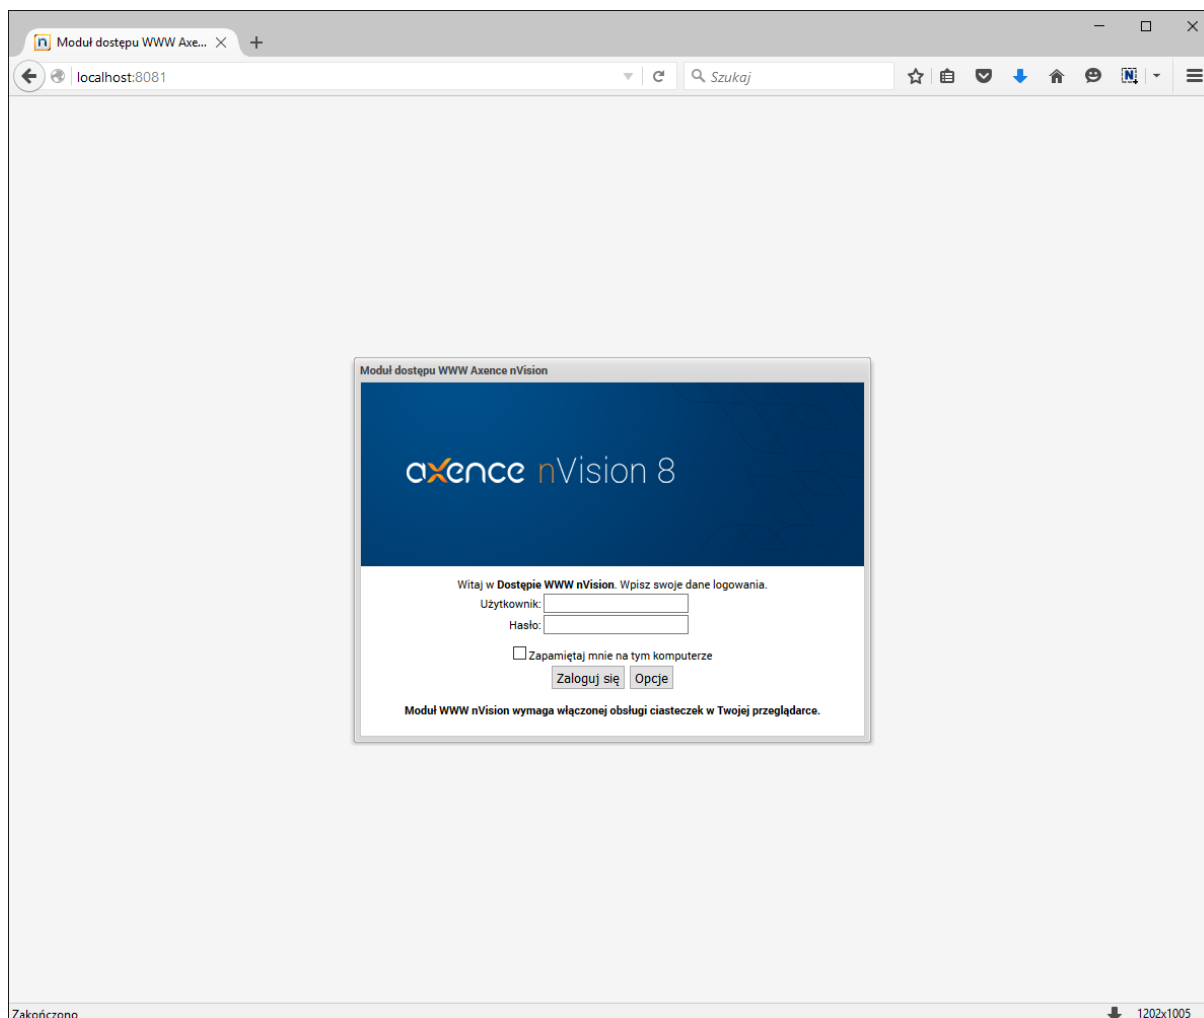 Moduł dostępu WWW Axe...
localhost:8081
Szukaj
Moduł dostępu WWW Axence nVision
axence nVision 8
Witaj w Dostępie WWW nVision. Wpisz swoje dane logowania.
Użytkownik:
Hasło:
Zapamiętaj mnie na tym komputerze
Zaloguj się Opcje
Moduł WWW nVision wymaga włączonej obsługi ciasteczek w Twojej przeglądarce.
Zakończono 1202x1005